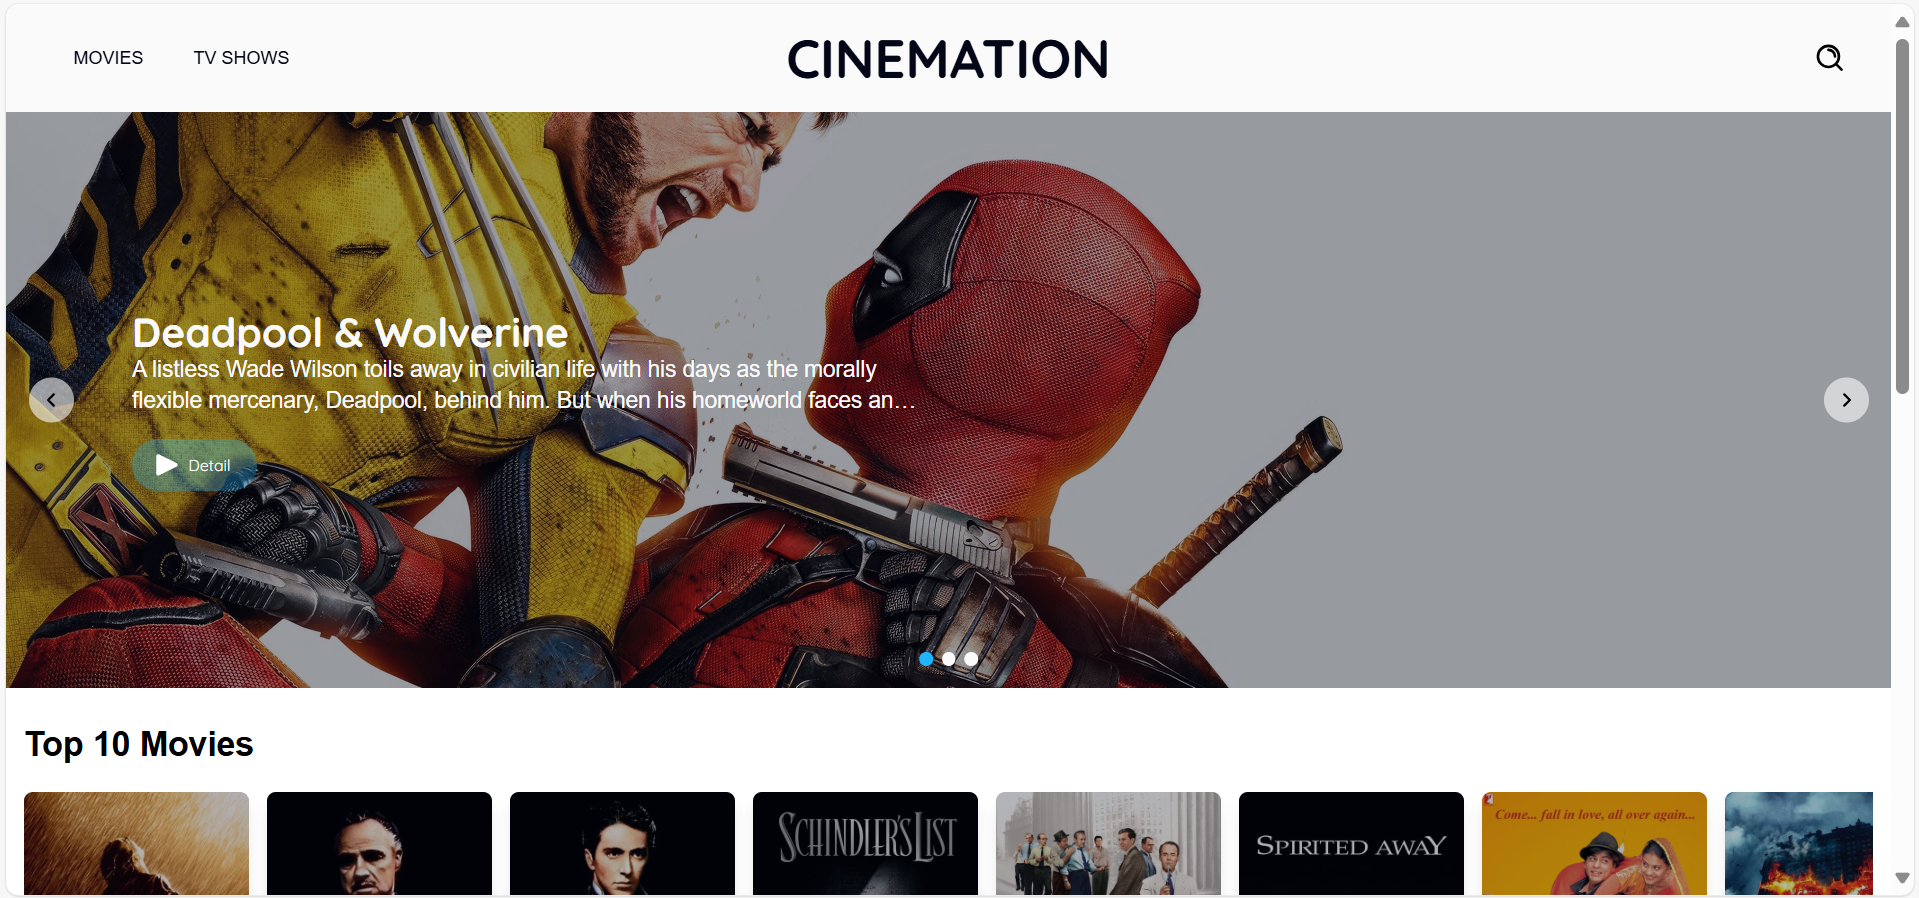 MOVIES
TV SHOWS
CINEMATION
Deadpool & Wolverine
A listless Wade Wilson toils away in civilian life with his days as the morally
flexible mercenary, Deadpool, behind him. But when his homeworld faces an...
Detail
Top 10 Movies
SCHINDLER'S LIST
SPIRITED AWAY
Come... fall in love, all over again...